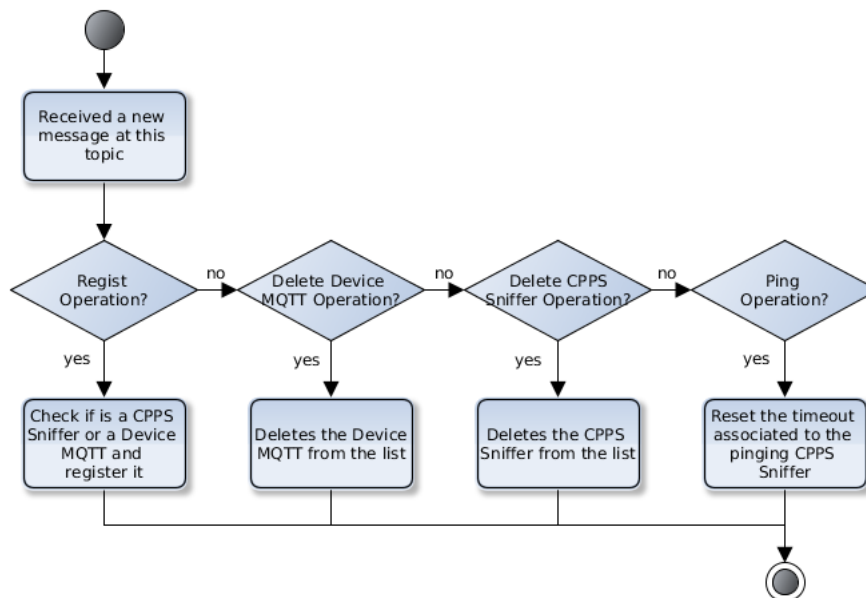 Received a new
message at this
topic
Regist
Operation?
no
Delete Device
MQTT Operation?
no
Delete CPPS
Sniffer Operation?
no
Ping
Operation?
yes
yes
yes
yes
Check if is a CPPS
Sniffer or a Device
MQTT and
register it
Deletes the Device
MQTT from the list
Deletes the CPPS
Sniffer from the list
Reset the timeout
associated to the
pinging CPPS
Sniffer